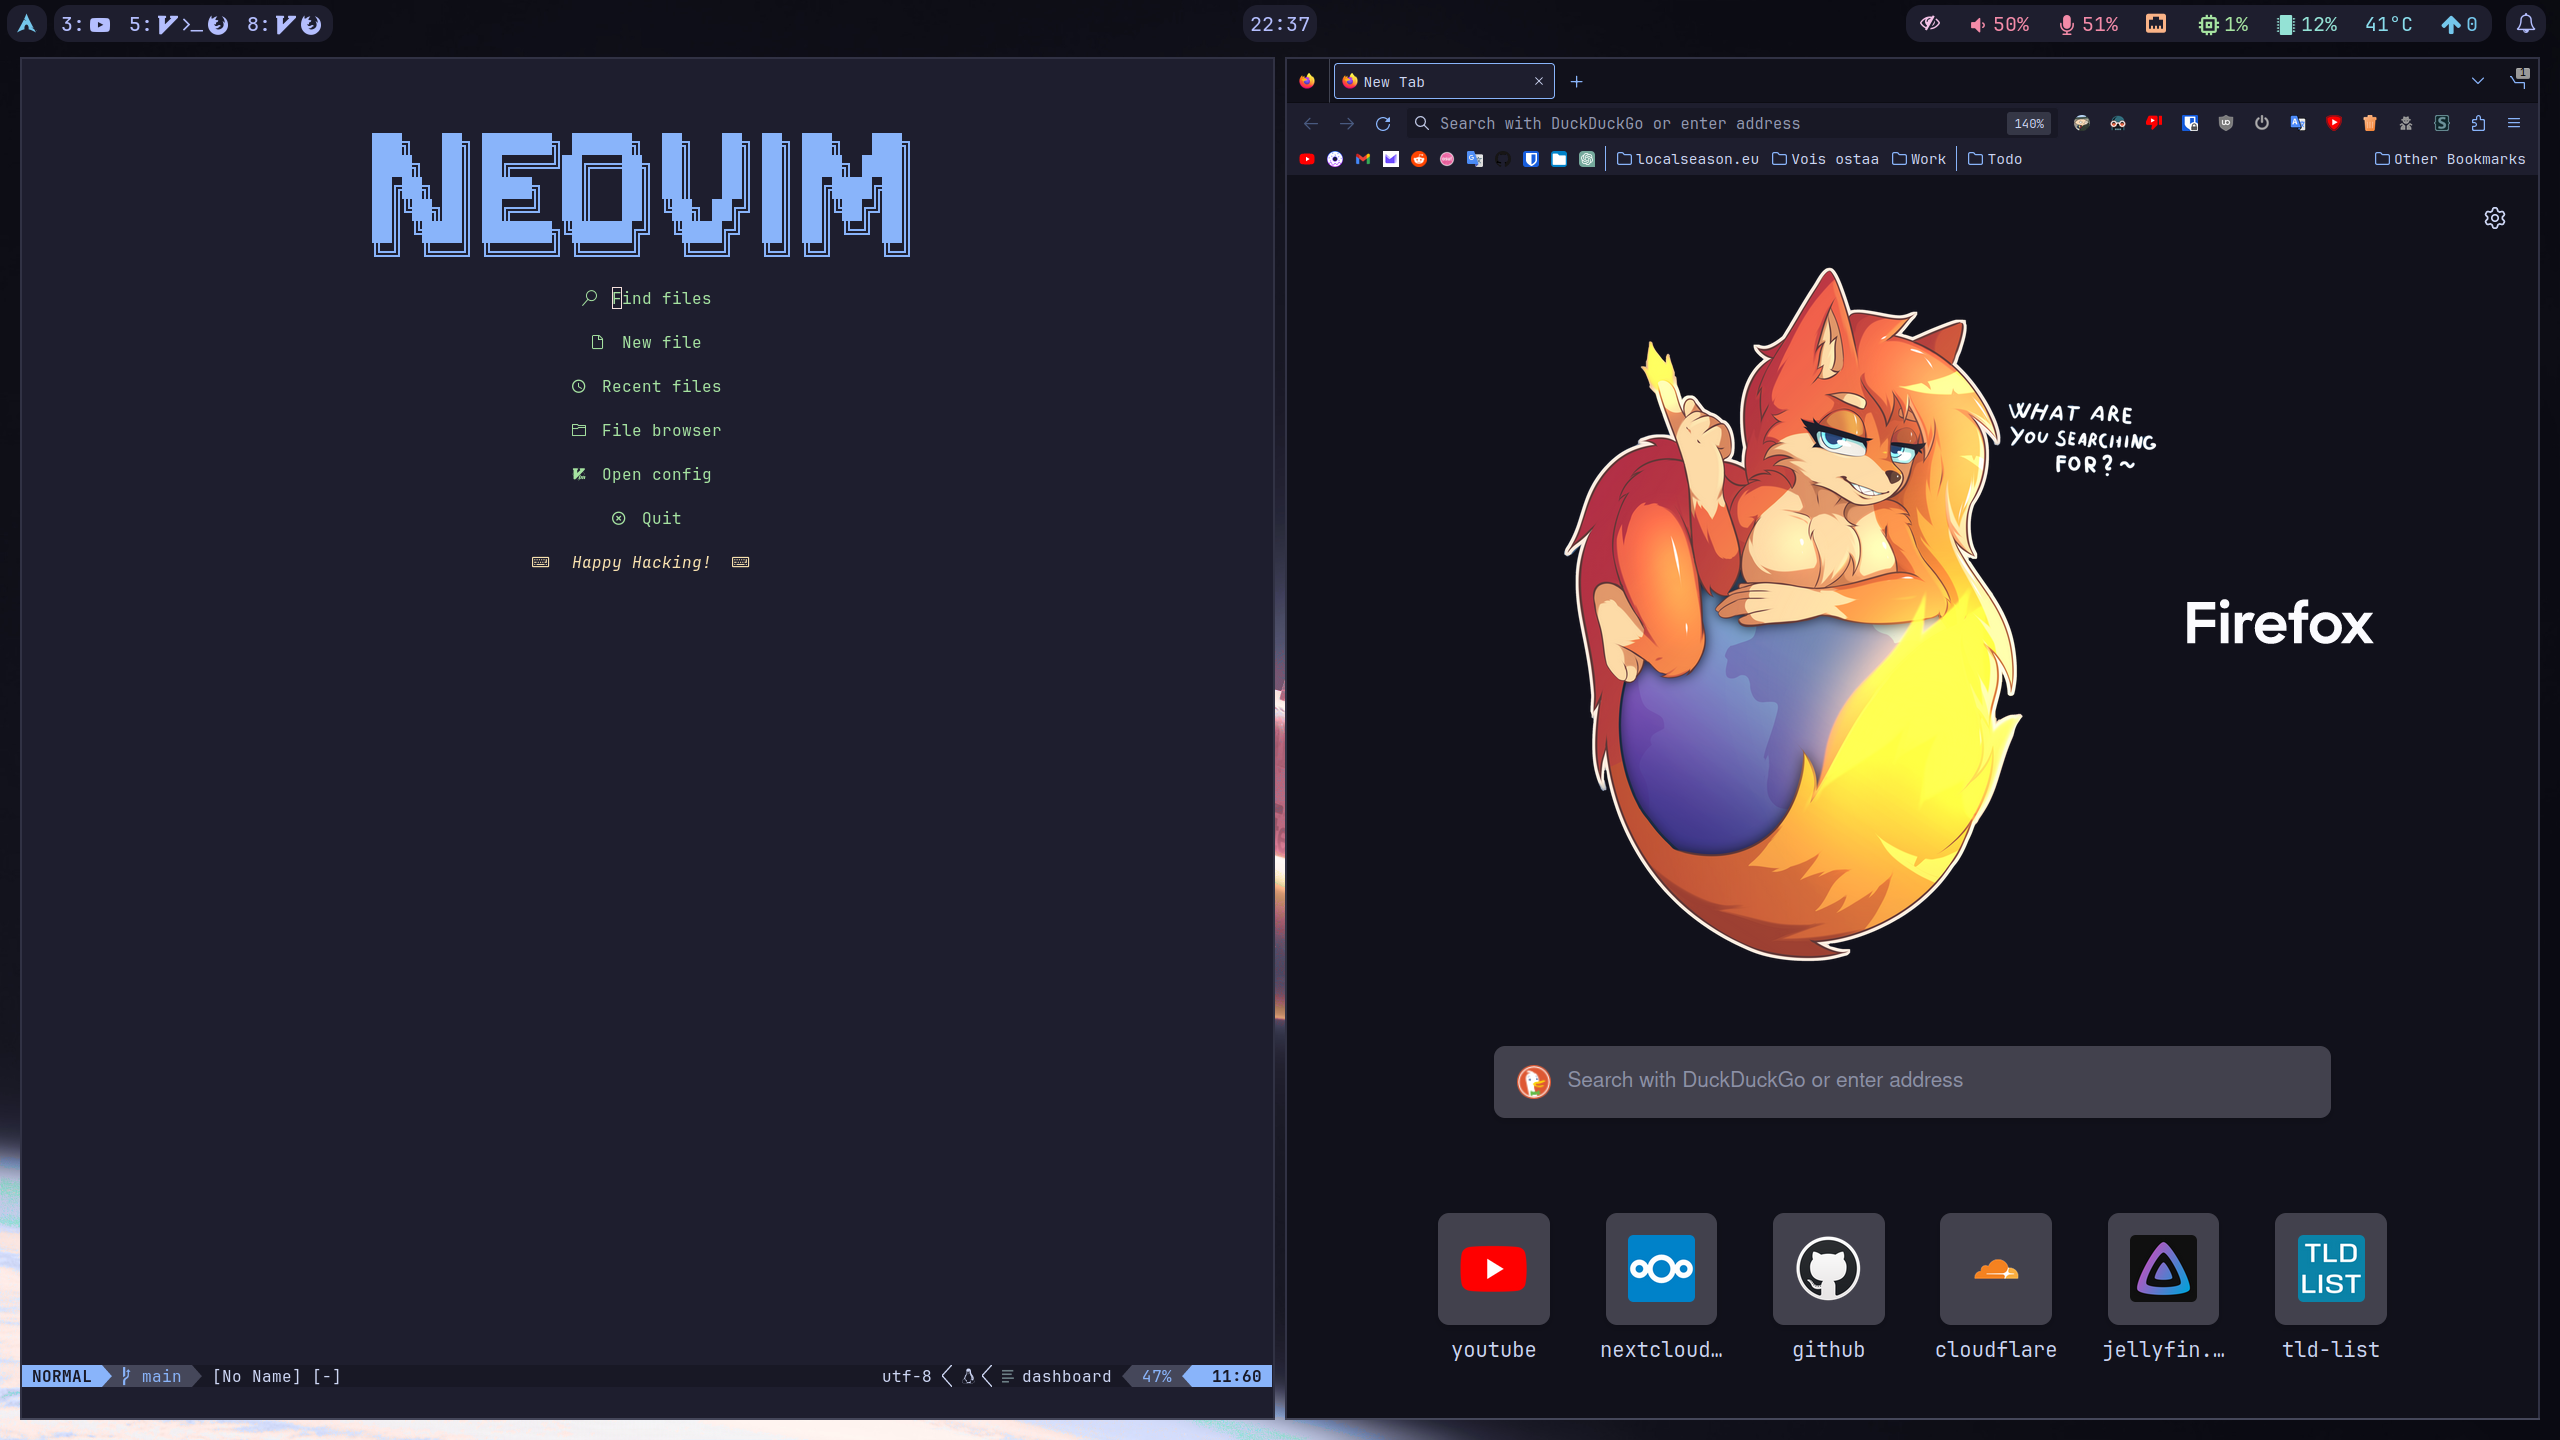 3:
5:
8:
22:37
50%
51%
1%
12%
41°C
0
NEOVIM
Find files
New file
Recent files
File browser
Open config
Quit
Happy Hacking!
NORMAL
main
[No Name] [-]
utf-8
dashboard
47%
11:60
New Tab
1
Search with DuckDuckGo or enter address
140%
localseason.eu
Vois ostaa
Work
Todo
Other Bookmarks
WHAT ARE
YOU SEARCHING
FOR?~
Firefox
Search with DuckDuckGo or enter address
TLD
LIST
youtube
nextcloud…
github
cloudflare
jellyfin.…
tld-list